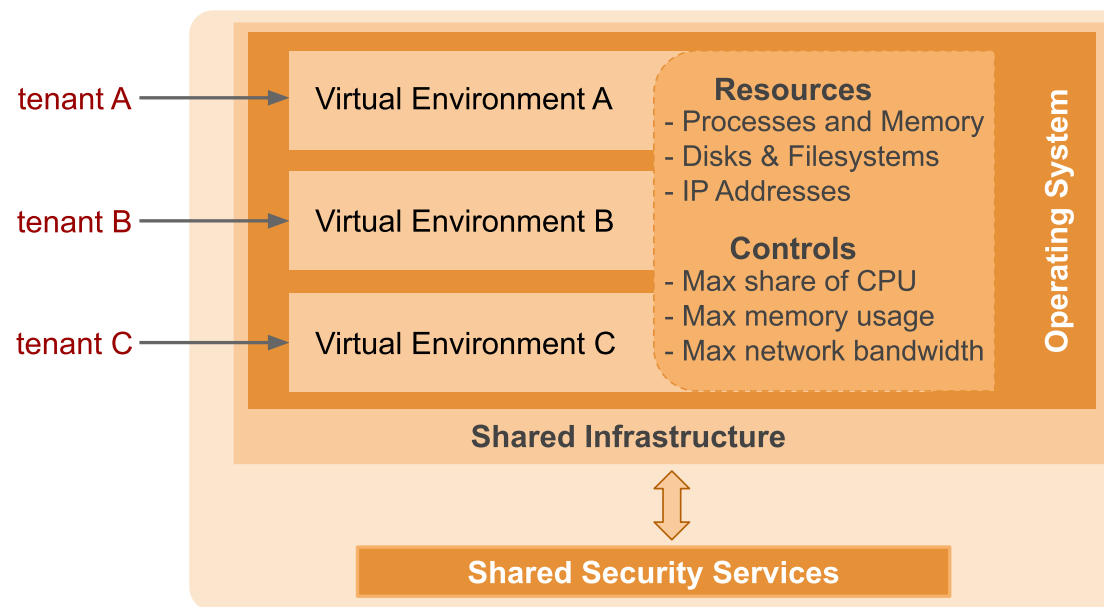 tenant A
Virtual Environment A
tenant B
Virtual Environment B
tenant C
Virtual Environment C
Resources
- Processes and Memory
- Disks & Filesystems
- IP Addresses
Controls
- Max share of CPU
- Max memory usage
- Max network bandwidth
Operating System
Shared Infrastructure
Shared Security Services